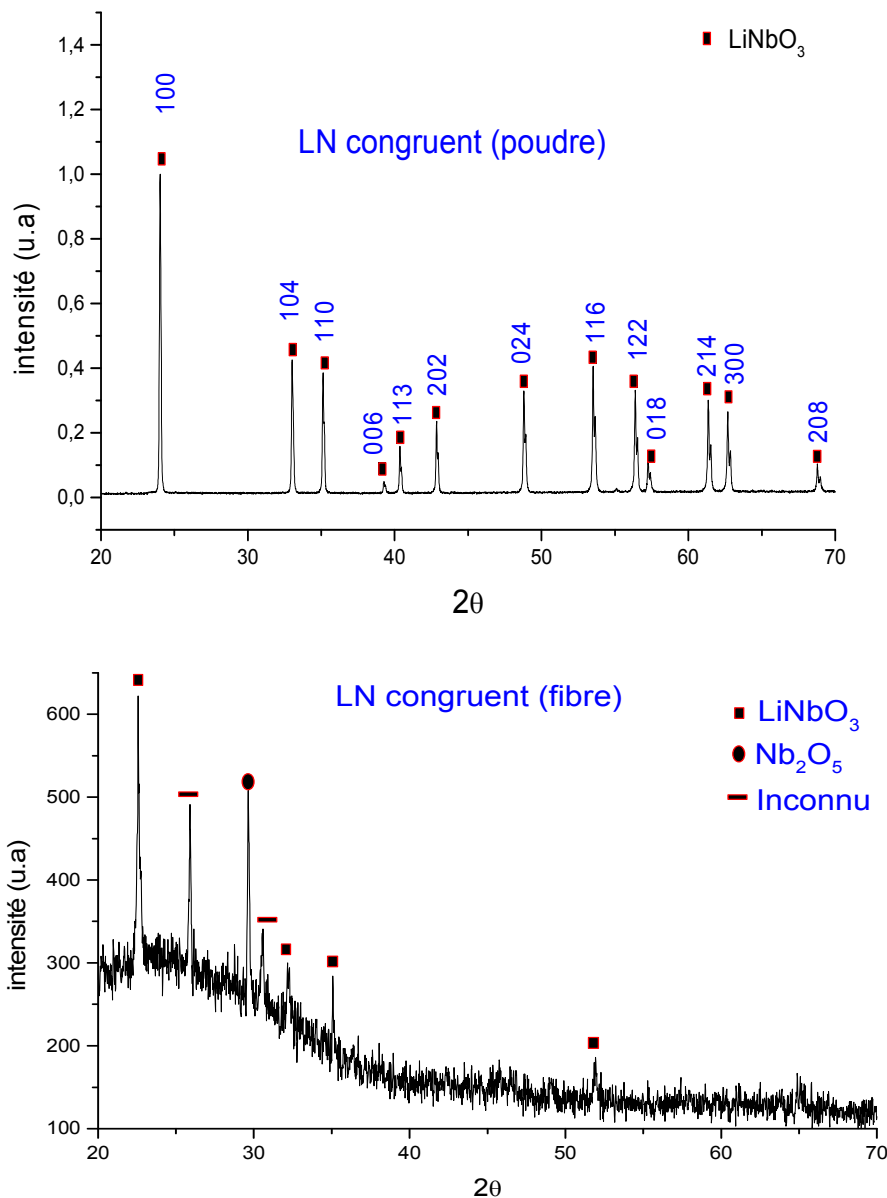 1,4
1,2
1,0
0,8
0,6
0,4
0,2
0,0
intensité (u.a)
LiNbO₃
LN congruent (poudre)
100
104
110
006
113
202
024
116
122
018
214
300
208
20 30 40 50 60 70
2θ
LN congruent (fibre)
LiNbO₃
Nb₂O₅
Inconnu
600
500
400
300
200
100
intensité (u.a)
20 30 40 50 60 70
2θ